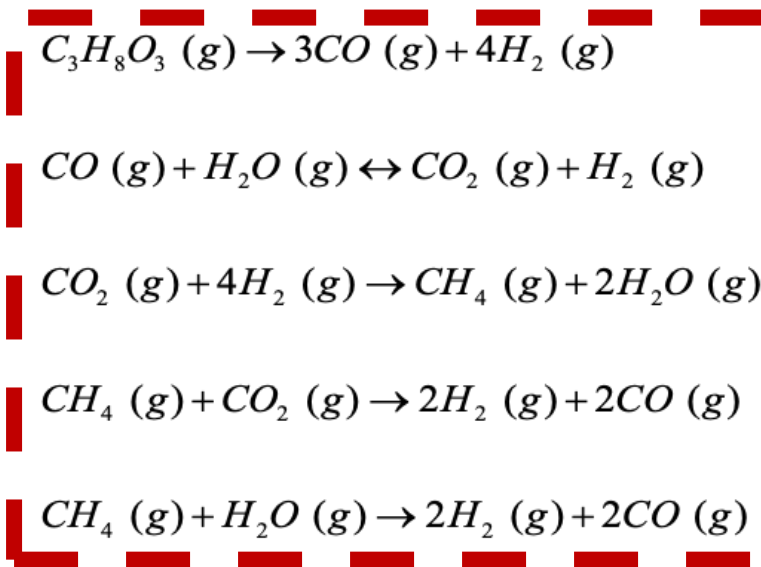 C₃H₈O₃ (g) → 3CO (g) + 4H₂ (g)
CO (g) + H₂O (g) ↔ CO₂ (g) + H₂ (g)
CO₂ (g) + 4H₂ (g) → CH₄ (g) + 2H₂O (g)
CH₄ (g) + CO₂ (g) → 2H₂ (g) + 2CO (g)
CH₄ (g) + H₂O (g) → 2H₂ (g) + 2CO (g)